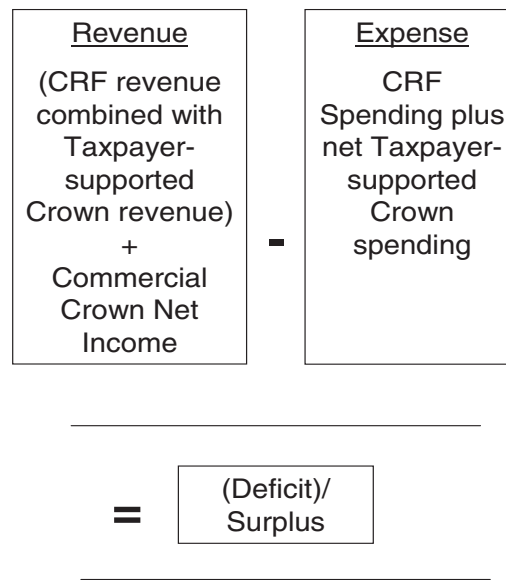 Revenue
(CRF revenue
combined with
Taxpayer-
supported
Crown revenue)
+
Commercial
Crown Net
Income
-
Expense
CRF
Spending plus
net Taxpayer-
supported
Crown
spending
=
(Deficit)/
Surplus